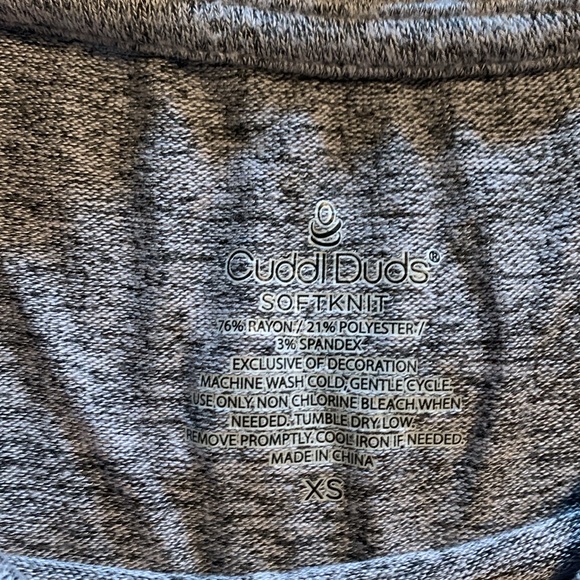 Cuddl Duds®
SOFTKNIT
76% RAYON / 21% POLYESTER /
3% SPANDEX
EXCLUSIVE OF DECORATION
MACHINE WASH COLD, GENTLE CYCLE.
USE ONLY, NON CHLORINE BLEACH WHEN
NEEDED. TUMBLE DRY LOW.
REMOVE PROMPTLY. COOL IRON IF NEEDED.
MADE IN CHINA
XS